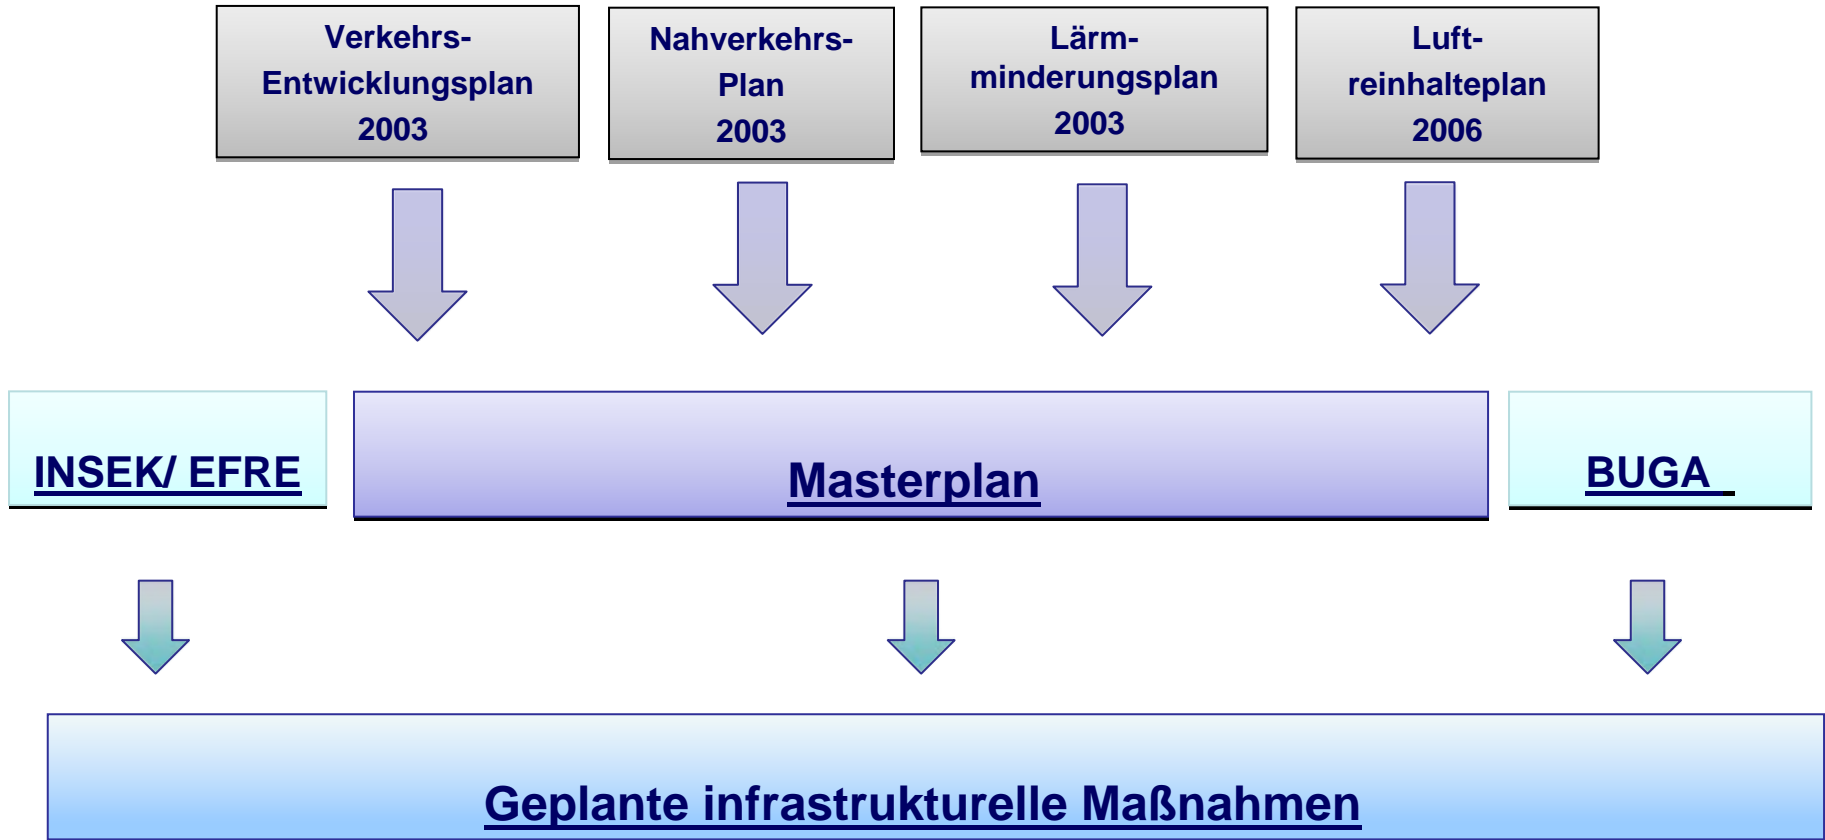 Verkehrs-
Entwicklungsplan
2003
Nahverkehrs-
Plan
2003
Lärm-
minderungsplan
2003
Luft-
reinhalteplan
2006
INSEK/ EFRE
Masterplan
BUGA
Geplante infrastrukturelle Maßnahmen